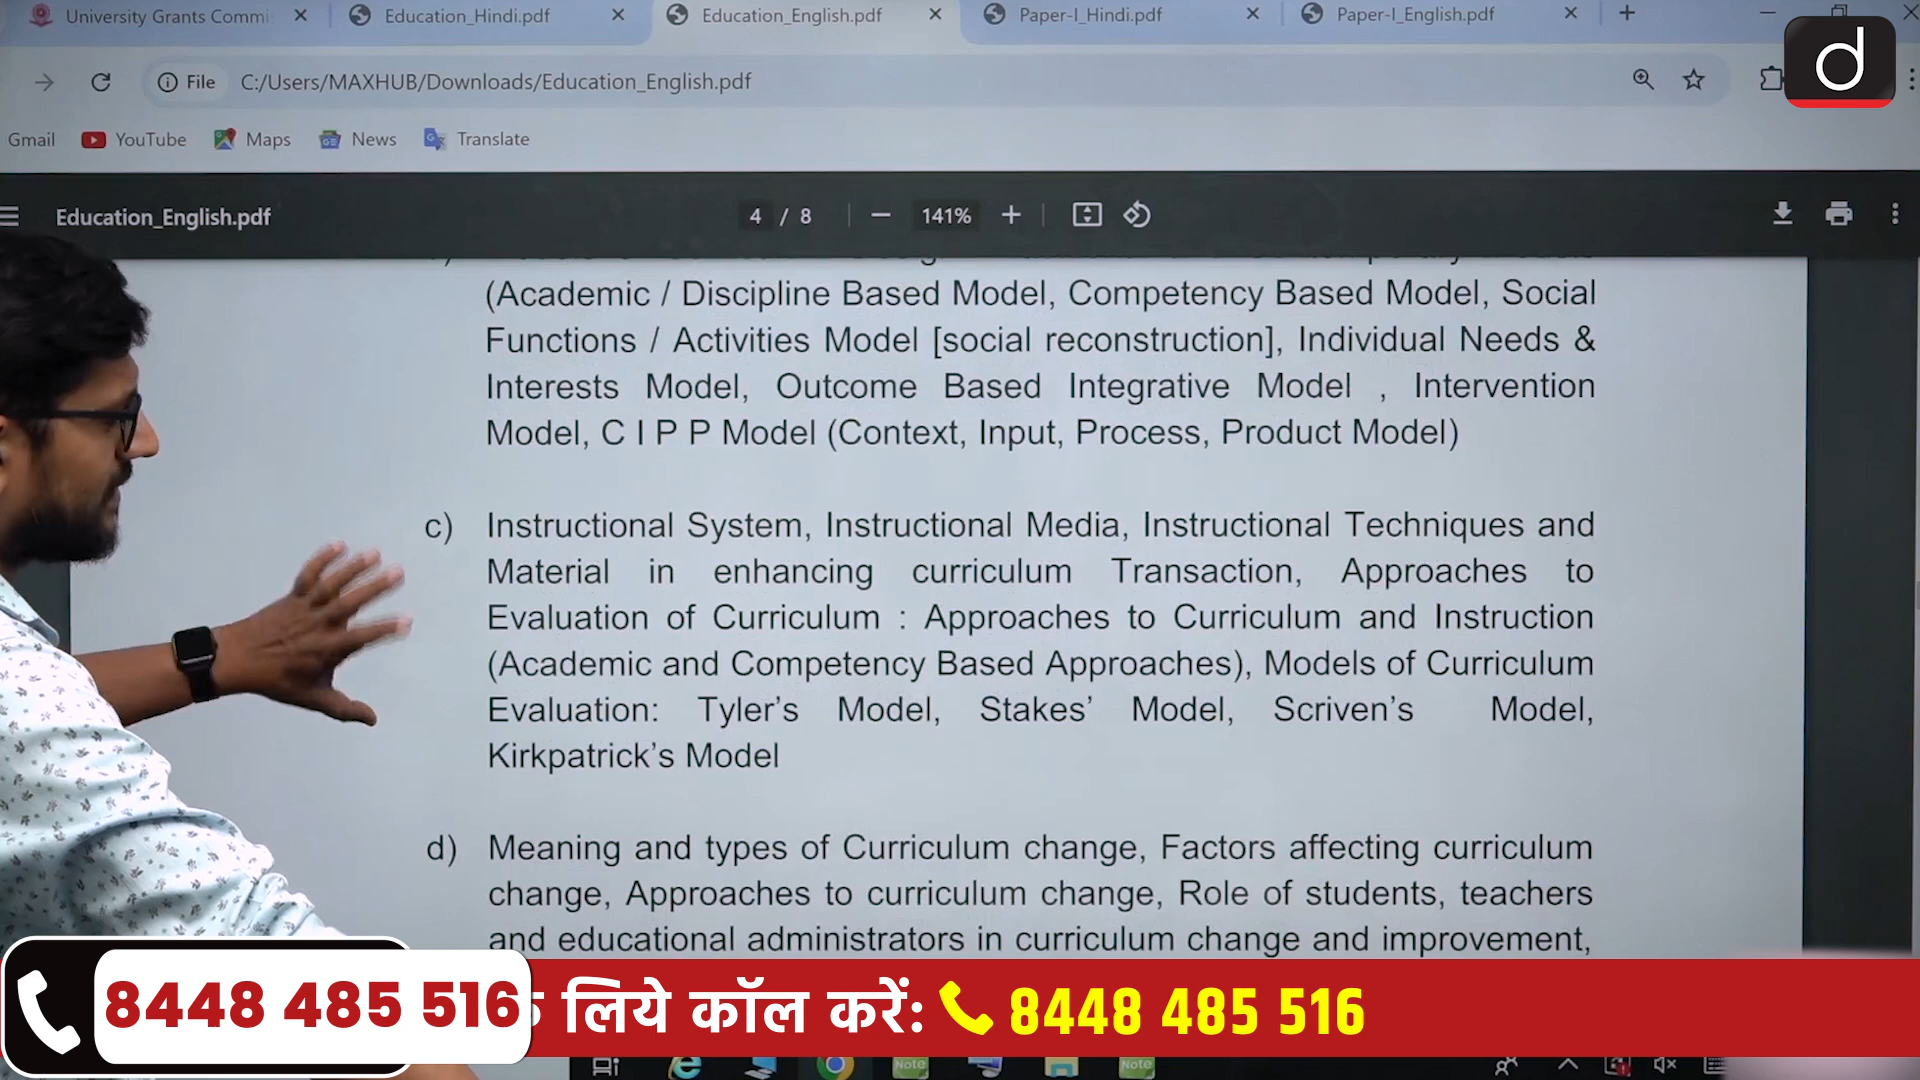 University Grants Commi
Education_Hindi.pdf
Education_English.pdf
Paper-I_Hindi.pdf
Paper-I_English.pdf
File
C:/Users/MAXHUB/Downloads/Education_English.pdf
Gmail
YouTube
Maps
News
Translate
d
Education_English.pdf
4 / 8
141%
(Academic / Discipline Based Model, Competency Based Model, Social
Functions / Activities Model [social reconstruction], Individual Needs &
Interests Model, Outcome Based Integrative Model , Intervention
Model, C I P P Model (Context, Input, Process, Product Model)
c) Instructional System, Instructional Media, Instructional Techniques and
Material in enhancing curriculum Transaction, Approaches to
Evaluation of Curriculum : Approaches to Curriculum and Instruction
(Academic and Competency Based Approaches), Models of Curriculum
Evaluation: Tyler's Model, Stakes' Model, Scriven's Model,
Kirkpatrick's Model
d) Meaning and types of Curriculum change, Factors affecting curriculum
change, Approaches to curriculum change, Role of students, teachers
and educational administrators in curriculum change and improvement,
8448 485 516
लिये कॉल करें: 8448 485 516
Note
Note